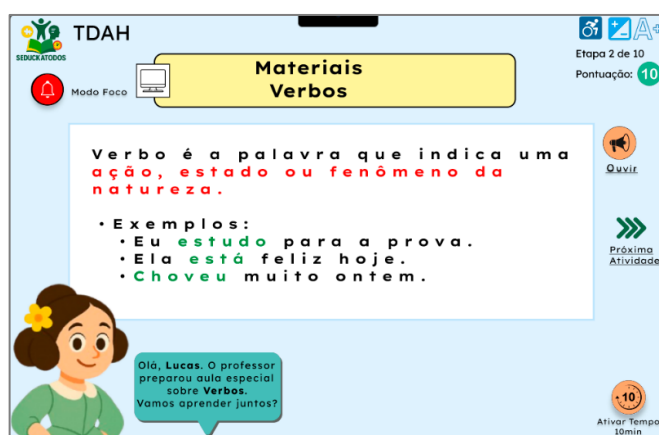 TDAH
SEDUCKATODOS
Modo Foco
Materiais
Verbos
A+
Etapa 2 de 10
Pontuação: 10
Verbo é a palavra que indica uma
ação, estado ou fenômeno da
natureza.
• Exemplos:
• Eu estudo para a prova.
• Ela está feliz hoje.
• Choveu muito ontem.
Ouvir
Próxima
Atividade
Olá, Lucas. O professor
preparou aula especial
sobre Verbos.
Vamos aprender juntos?
10
Ativar Tempo
10min